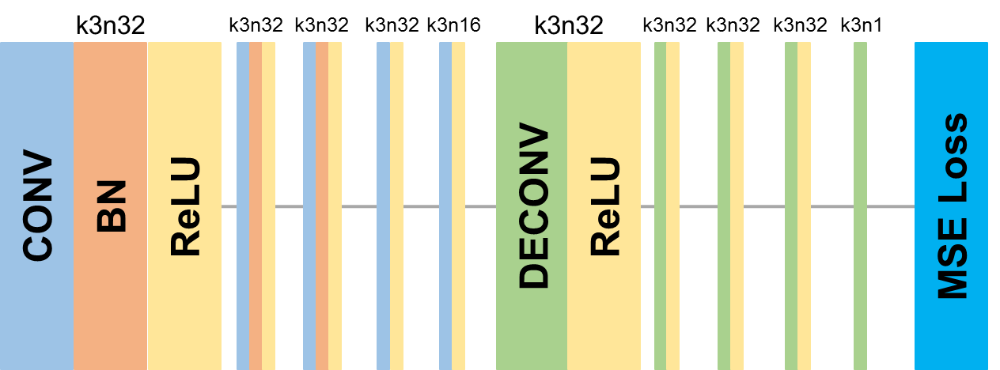 k3n32
k3n32
k3n32
k3n32
k3n16
k3n32
k3n32
k3n32
k3n32
k3n1
CONV
BN
ReLU
DECONV
ReLU
MSE Loss